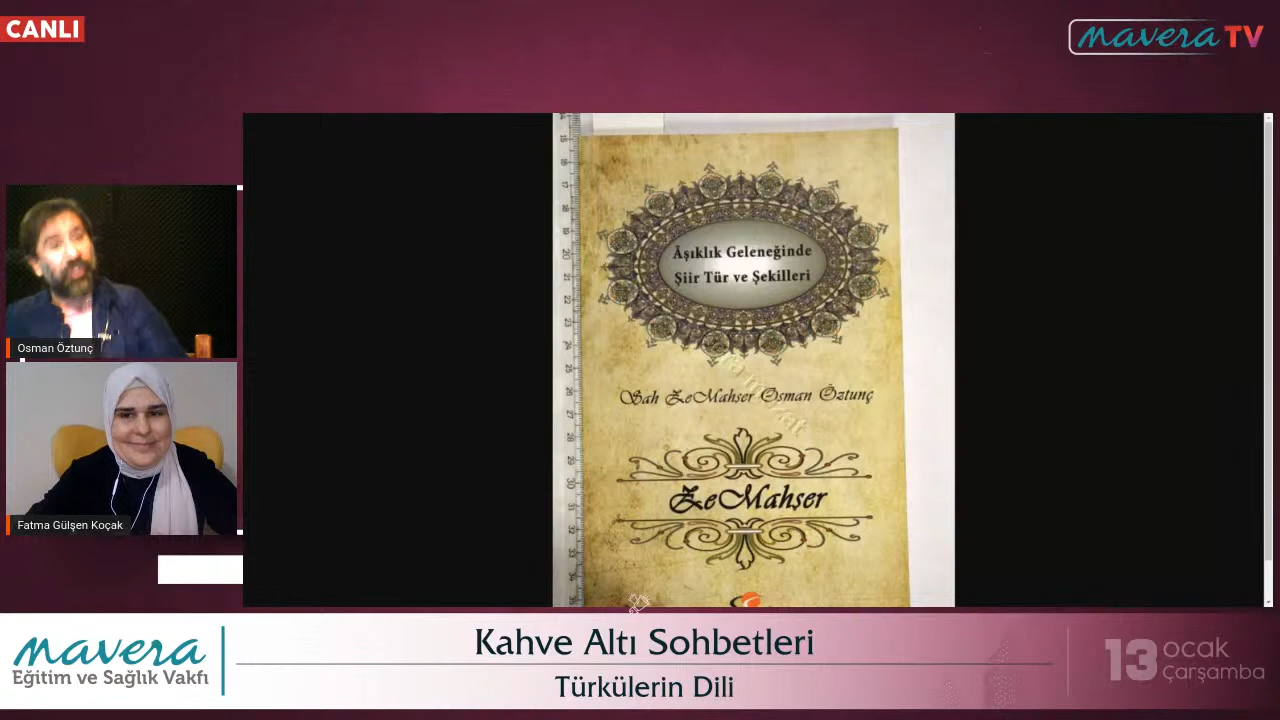 CANLI
mavera TV
Âşıklık Geleneğinde
Şiir Tür ve Şekilleri
Şah ZeMahşer Osman Öztunç
ZeMahşer
Osman Öztunç
Fatma Gülşen Koçak
mavera
Eğitim ve Sağlık Vakfı
Kahve Altı Sohbetleri
Türkülerin Dili
13 ocak
Çarşamba